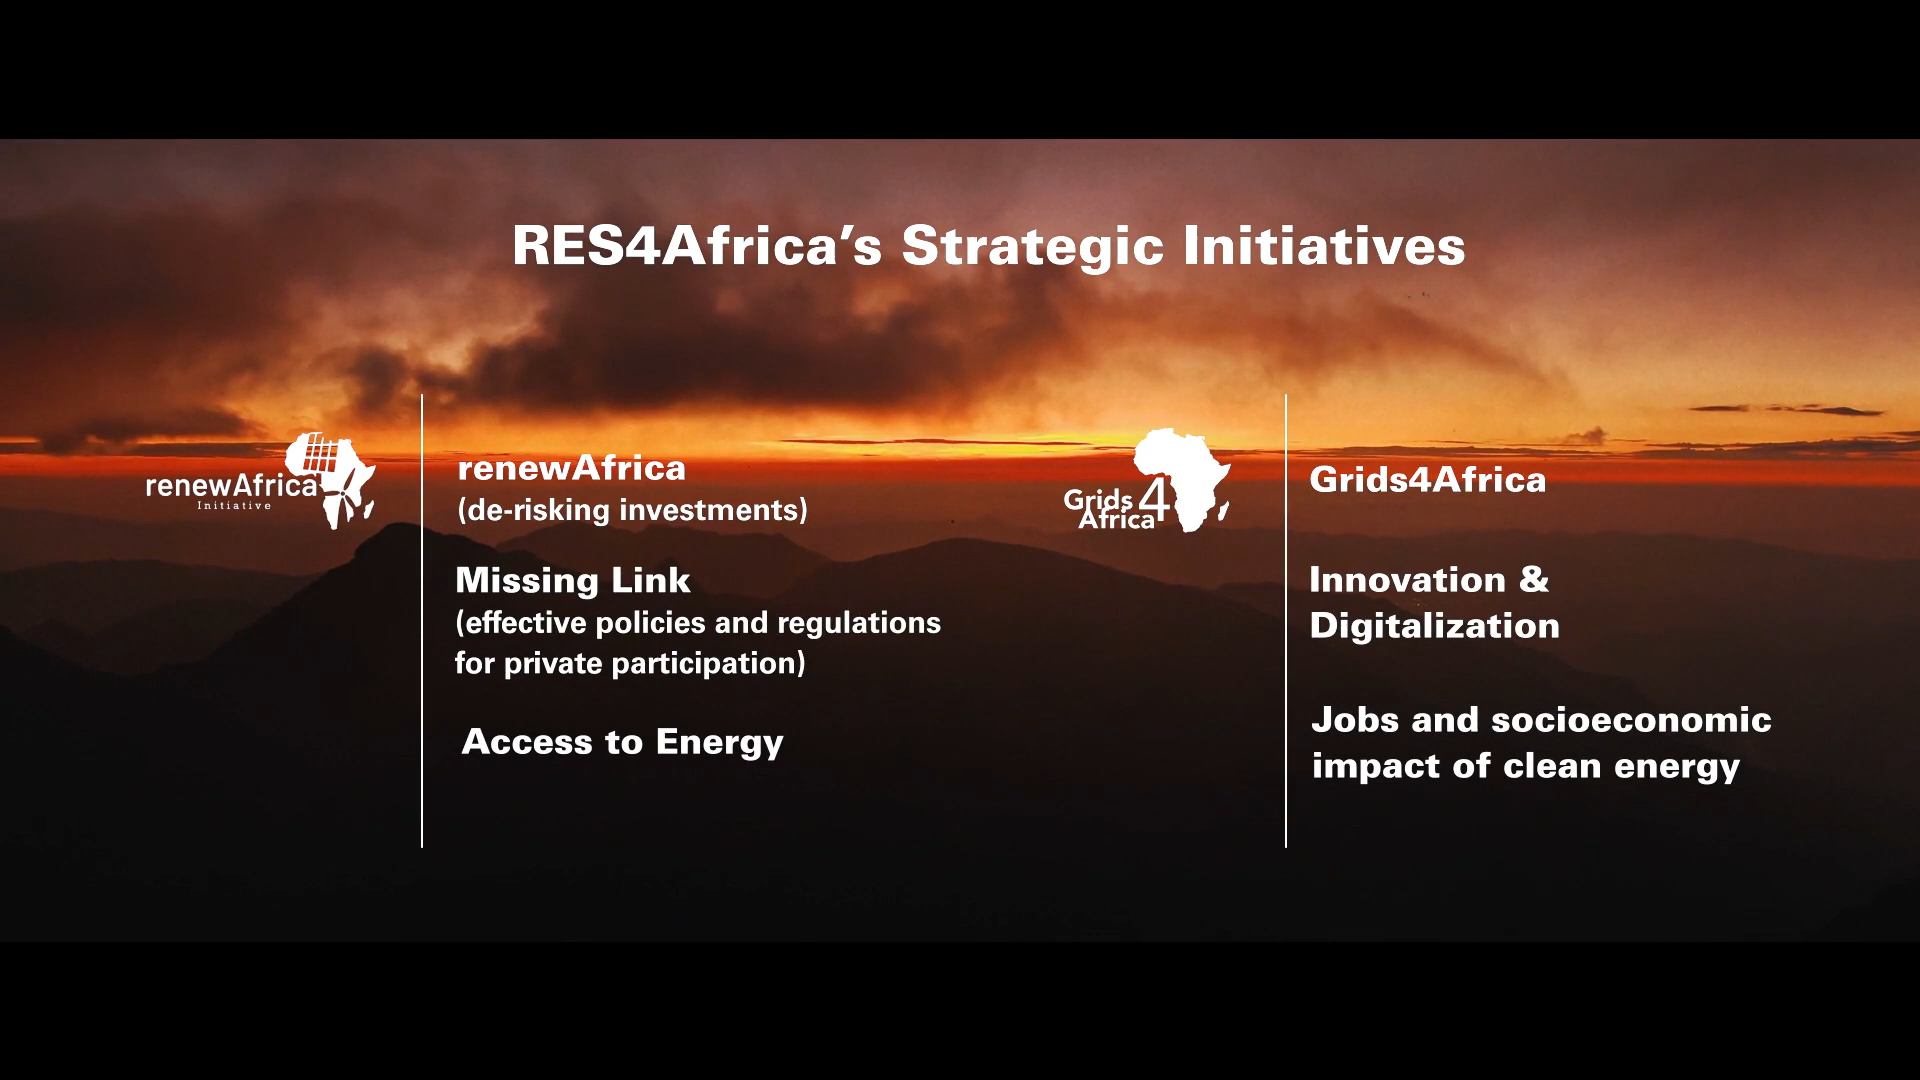 RES4Africa’s Strategic Initiatives
renewAfrica
Initiative
renewAfrica
(de-risking investments)
Missing Link
(effective policies and regulations
for private participation)
Access to Energy
Grids
4
Africa
Grids4Africa
Innovation &
Digitalization
Jobs and socioeconomic
impact of clean energy